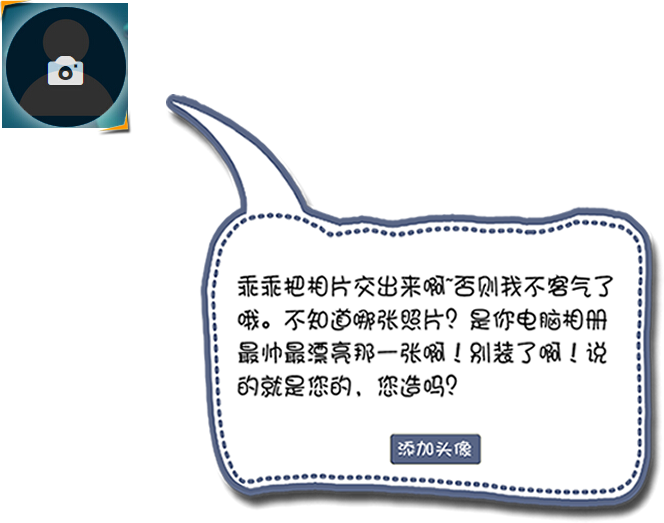 乖乖把相片交出来啊~否则我不客气了
哦。不知道哪张照片？是你电脑相册
最帅最漂亮那一张啊！别装了啊！说
的就是您的，您造吗？
添加头像